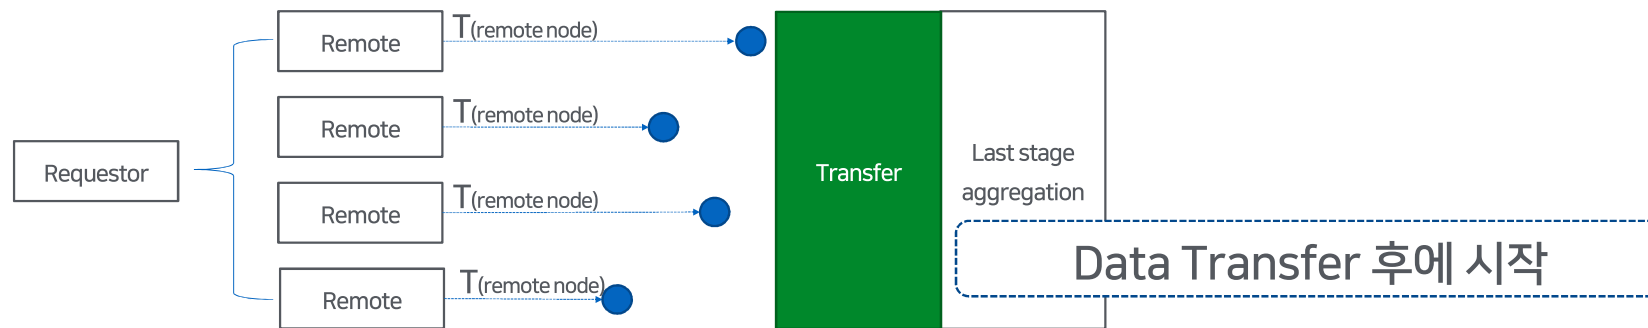 Remote
T(remote node)
Remote
T(remote node)
Requestor
Remote
T(remote node)
Remote
T(remote node)
Transfer
Last stage
aggregation
Data Transfer 후에 시작